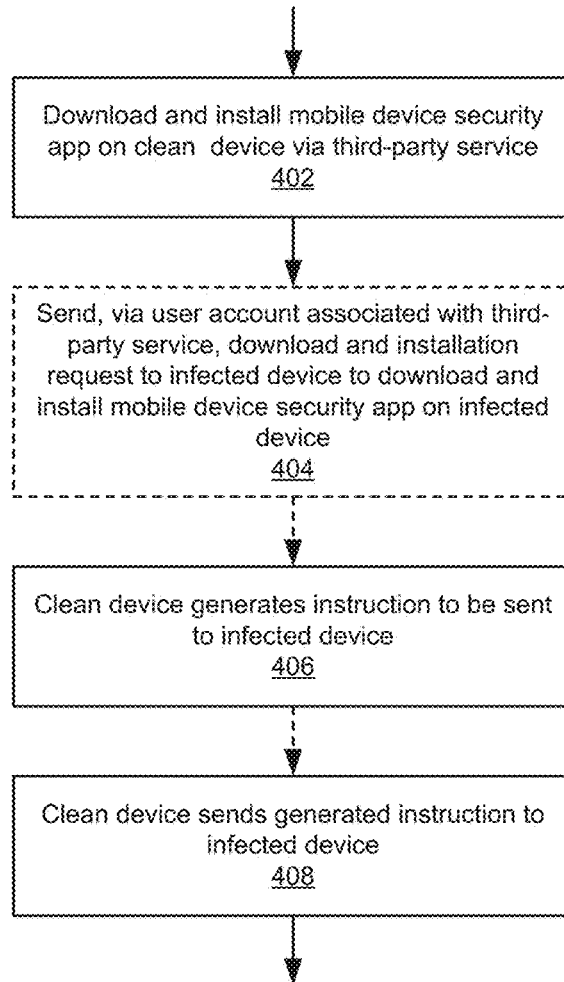 Download and install mobile device security
app on clean device via third-party service
402
Send, via user account associated with third-
party service, download and installation
request to infected device to download and
install mobile device security app on infected
device
404
Clean device generates instruction to be sent
to infected device
406
Clean device sends generated instruction to
infected device
408